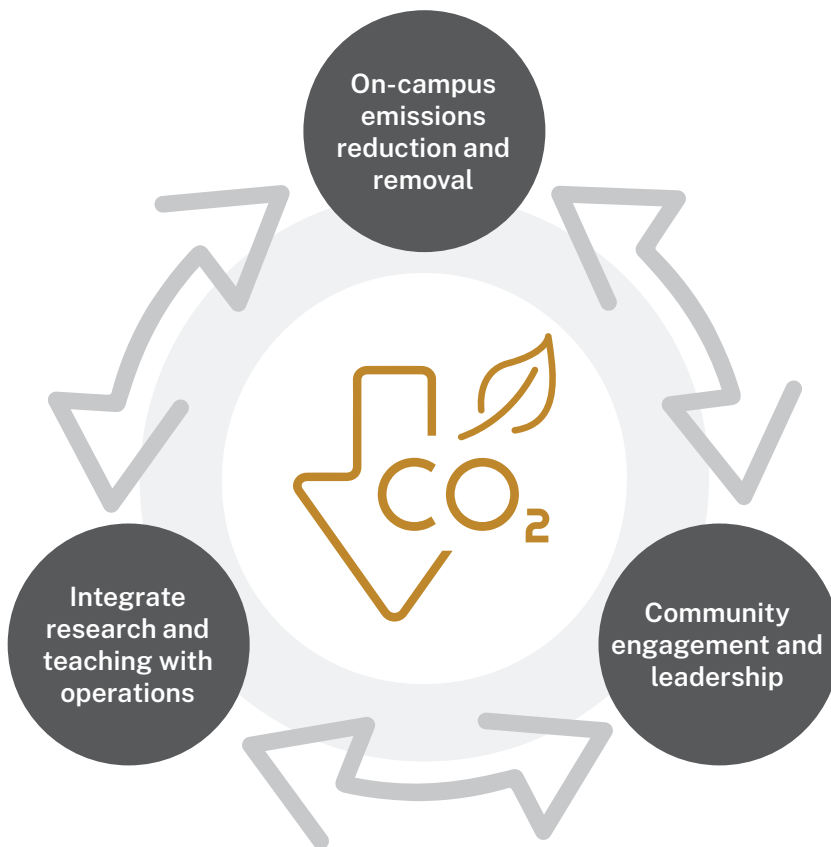 On-campus
emissions
reduction and
removal
CO₂
Integrate
research and
teaching with
operations
Community
engagement and
leadership